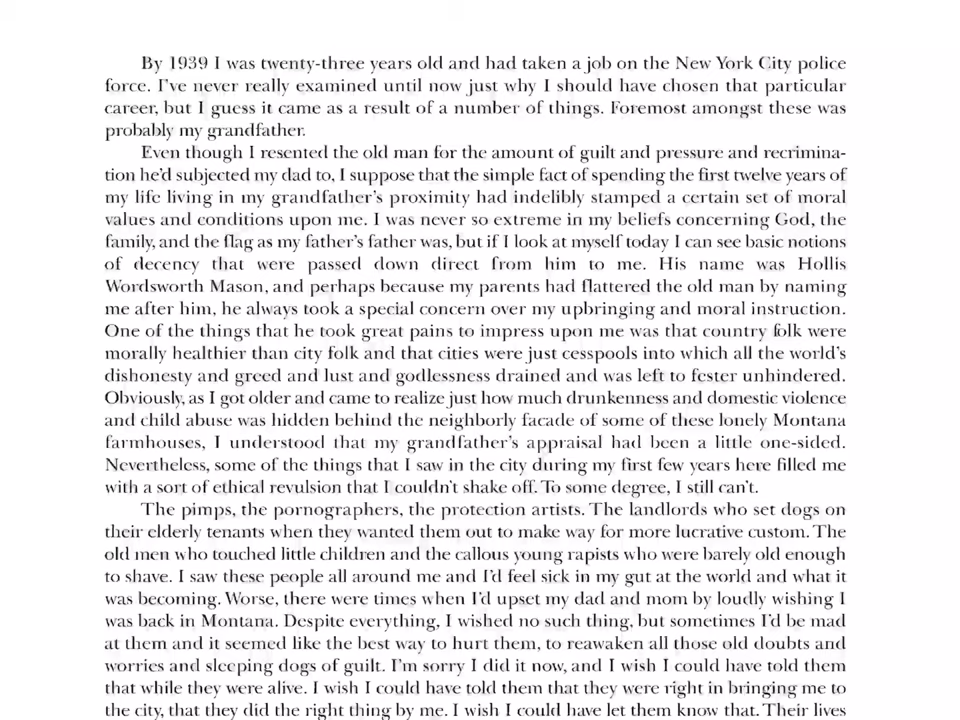 By 1939 I was twenty-three years old and had taken a job on the New York City police
force. I've never really examined until now just why I should have chosen that particular
career, but I guess it came as a result of a number of things. Foremost amongst these was
probably my grandfather.
Even though I resented the old man for the amount of guilt and pressure and recrimina-
tion he'd subjected my dad to, I suppose that the simple fact of spending the first twelve years of
my life living in my grandfather's proximity had indelibly stamped a certain set of moral
values and conditions upon me. I was never so extreme in my beliefs concerning God, the
family, and the flag as my father's father was, but if I look at myself today I can see basic notions
of decency that were passed down direct from him to me. His name was Hollis
Wordsworth Mason, and perhaps because my parents had flattered the old man by naming
me after him, he always took a special concern over my upbringing and moral instruction.
One of the things that he took great pains to impress upon me was that country folk were
morally healthier than city folk and that cities were just cesspools into which all the world's
dishonesty and greed and lust and godlessness drained and was left to fester unhindered.
Obviously, as I got older and came to realize just how much drunkenness and domestic violence
and child abuse was hidden behind the neighborly facade of some of these lonely Montana
farmhouses, I understood that my grandfather's appraisal had been a little one-sided.
Nevertheless, some of the things that I saw in the city during my first few years here filled me
with a sort of ethical revulsion that I couldn't shake off. To some degree, I still can't.
The pimps, the pornographers, the protection artists. The landlords who set dogs on
their elderly tenants when they wanted them out to make way for more lucrative custom. The
old men who touched little children and the callous young rapists who were barely old enough
to shave. I saw these people all around me and I'd feel sick in my gut at the world and what it
was becoming. Worse, there were times when I'd upset my dad and mom by loudly wishing I
was back in Montana. Despite everything, I wished no such thing, but sometimes I'd be mad
at them and it seemed like the best way to hurt them, to reawaken all those old doubts and
worries and sleeping dogs of guilt. I'm sorry I did it now, and I wish I could have told them
that while they were alive. I wish I could have told them that they were right in bringing me to
the city, that they did the right thing by me. I wish I could have let them know that. Their lives